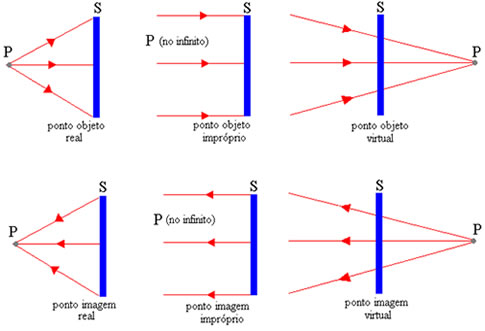 S
S
S
P
P (no infinito)
P
ponto objeto
real
ponto objeto
impróprio
ponto objeto
virtual
S
S
S
P
P (no infinito)
P
ponto imagem
real
ponto imagem
impróprio
ponto imagem
virtual